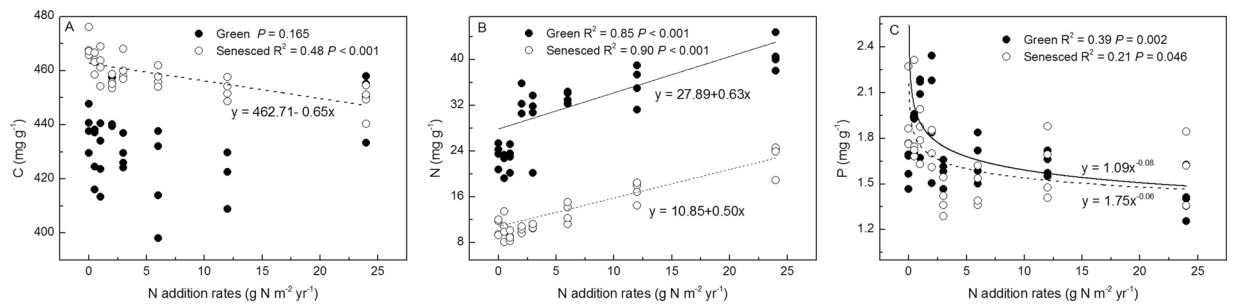 A
Green P = 0.165
Senesced R² = 0.48 P < 0.001
480
460
440
420
400
C (mg g⁻¹)
y = 462.71- 0.65x
0 5 10 15 20 25
N addition rates (g N m⁻² yr⁻¹)
B
Green R² = 0.85 P < 0.001
Senesced R² = 0.90 P < 0.001
40
32
24
16
8
N (mg g⁻¹)
y = 27.89+0.63x
y = 10.85+0.50x
0 5 10 15 20 25
N addition rates (g N m⁻² yr⁻¹)
C
Green R² = 0.39 P = 0.002
Senesced R² = 0.21 P = 0.046
2.4
2.1
1.8
1.5
1.2
P (mg g⁻¹)
y = 1.09x⁻⁰·⁰⁸
y = 1.75x⁻⁰·⁰⁶
0 5 10 15 20 25
N addition rates (g N m⁻² yr⁻¹)